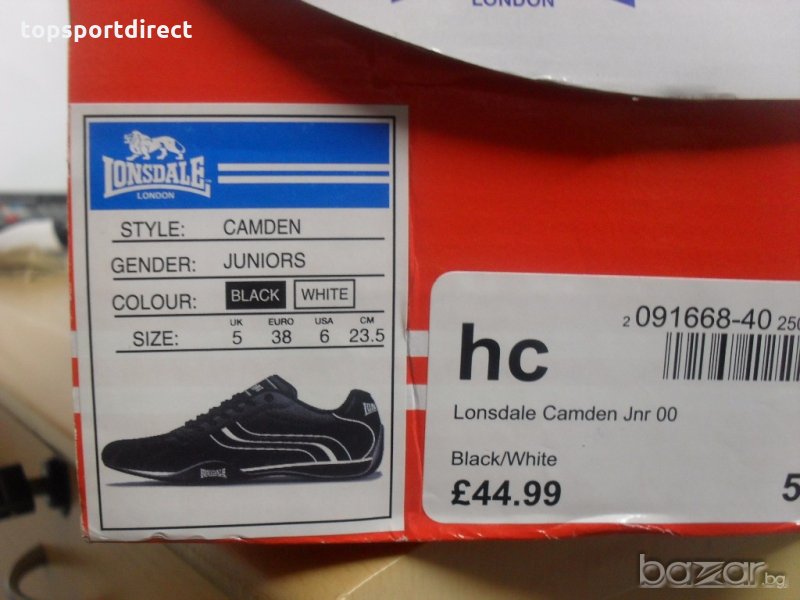 topsportdirect
LONDON
LONSDALE
LONDON
STYLE: CAMDEN
GENDER: JUNIORS
COLOUR: BLACK WHITE
UK EURO USA CM
SIZE: 5 38 6 23.5
LONSDALE
LONSDALE
2 091668-40 250
hc
Lonsdale Camden Jnr 00
Black/White
£44.99 5
bazar.bg